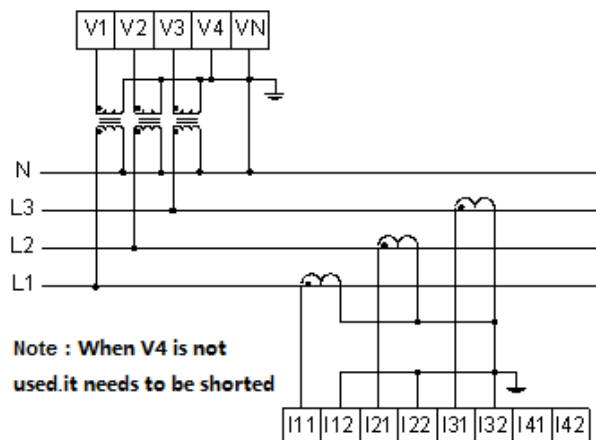 V1 V2 V3 V4 VN
N
L3
L2
L1
Note : When V4 is not
used.it needs to be shorted
I11 I12 I21 I22 I31 I32 I41 I42